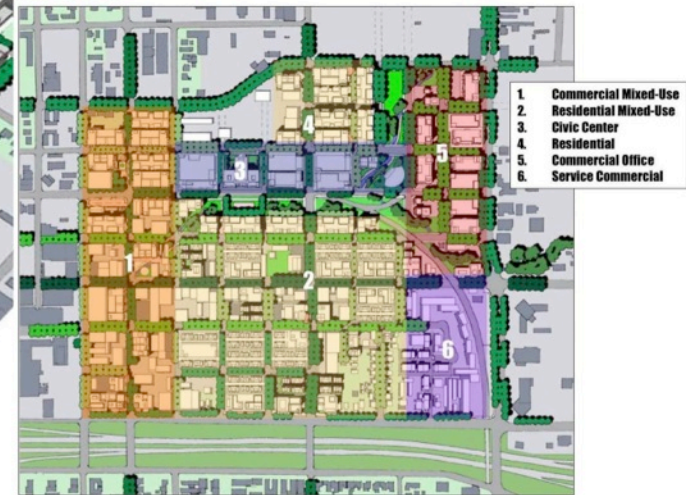 1. Commercial Mixed-Use
2. Residential Mixed-Use
3. Civic Center
4. Residential
5. Commercial Office
6. Service Commercial
4
5
3
1
2
6